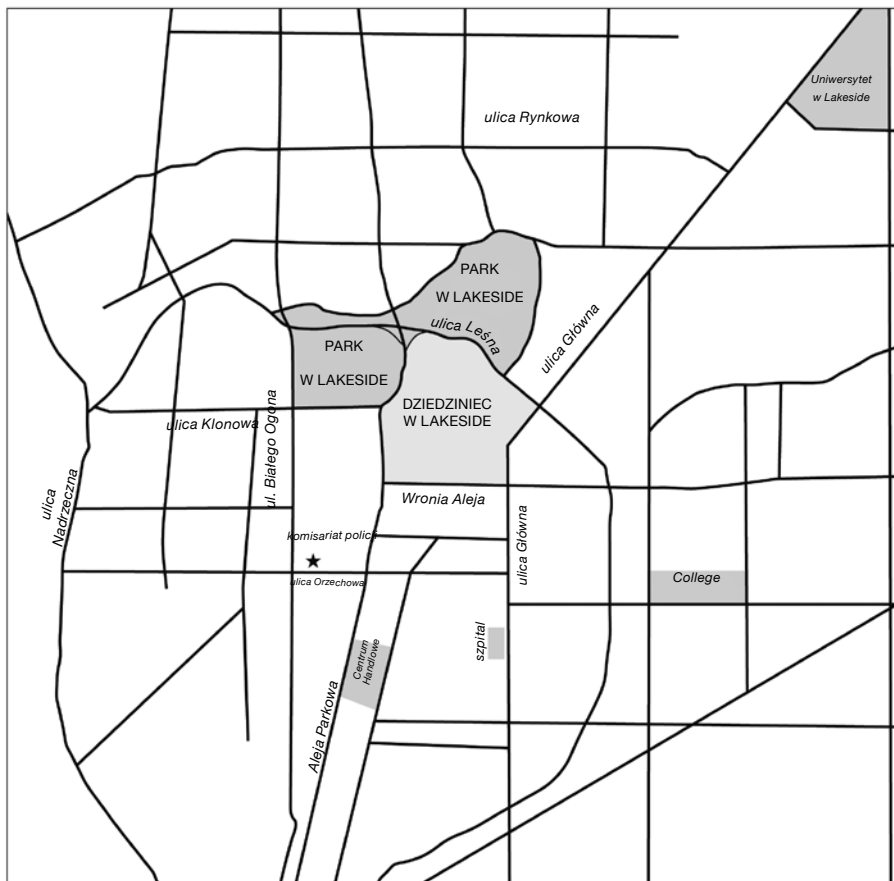 Uniwersytet
w Lakeside
ulica Rynkowa
PARK
W LAKESIDE
ulica Leśna
ulica Główna
PARK
W LAKESIDE
DZIEDZINIEC
W LAKESIDE
ulica Klonowa
ul. Białego Ogona
ulica
Nadrzeczna
Wronia Aleja
ulica Główna
komisariat policji
ulica Orzechowa
College
szpital
Centrum
Handlowe
Aleja Parkowa